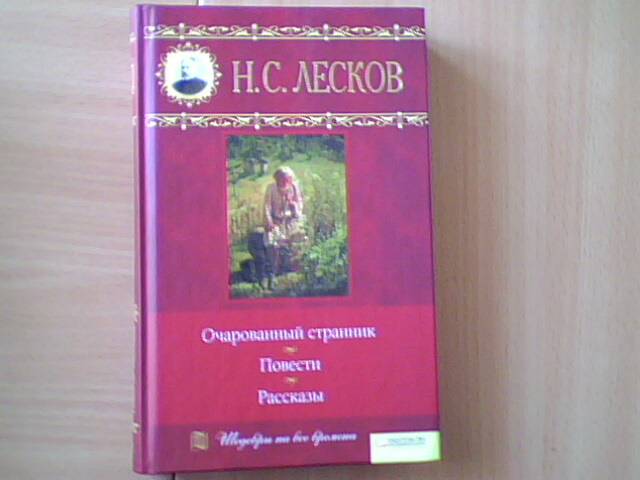 Н.С. ЛЕСКОВ
Очарованный странник
Повести
Рассказы
Шедевры на все времена